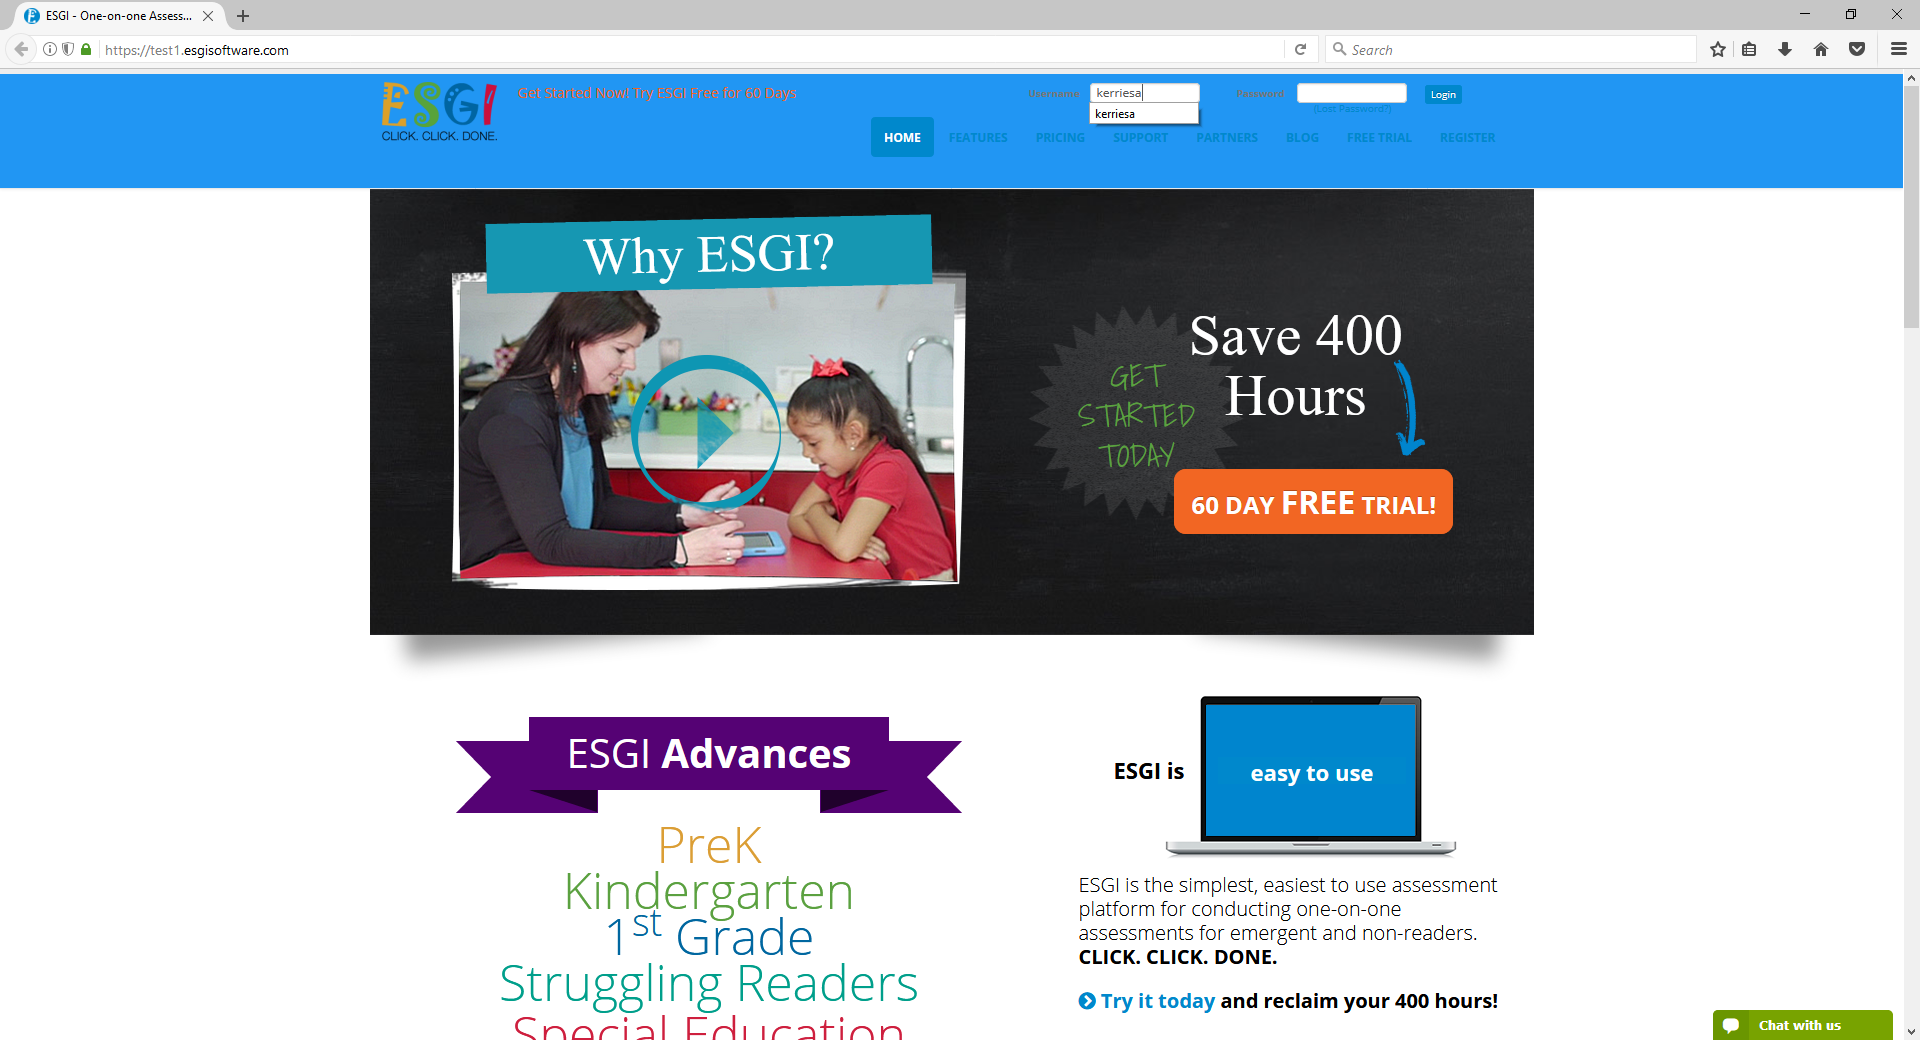 ESGI - One-on-one Assess...
https://test1.esgisoftware.com
Search
ESGI
CLICK. CLICK. DONE.
Get Started Now! Try ESGI Free for 60 Days
Username
kerriesa
Password
Login
kerriesa
(Lost Password?)
HOME FEATURES PRICING SUPPORT PARTNERS BLOG FREE TRIAL REGISTER
Why ESGI?
Save 400
Hours
GET
STARTED
TODAY
60 DAY FREE TRIAL!
ESGI Advances
PreK
Kindergarten
1st Grade
Struggling Readers
Special Education
ESGI is
easy to use
ESGI is the simplest, easiest to use assessment
platform for conducting one-on-one
assessments for emergent and non-readers.
CLICK. CLICK. DONE.
Try it today and reclaim your 400 hours!
Chat with us